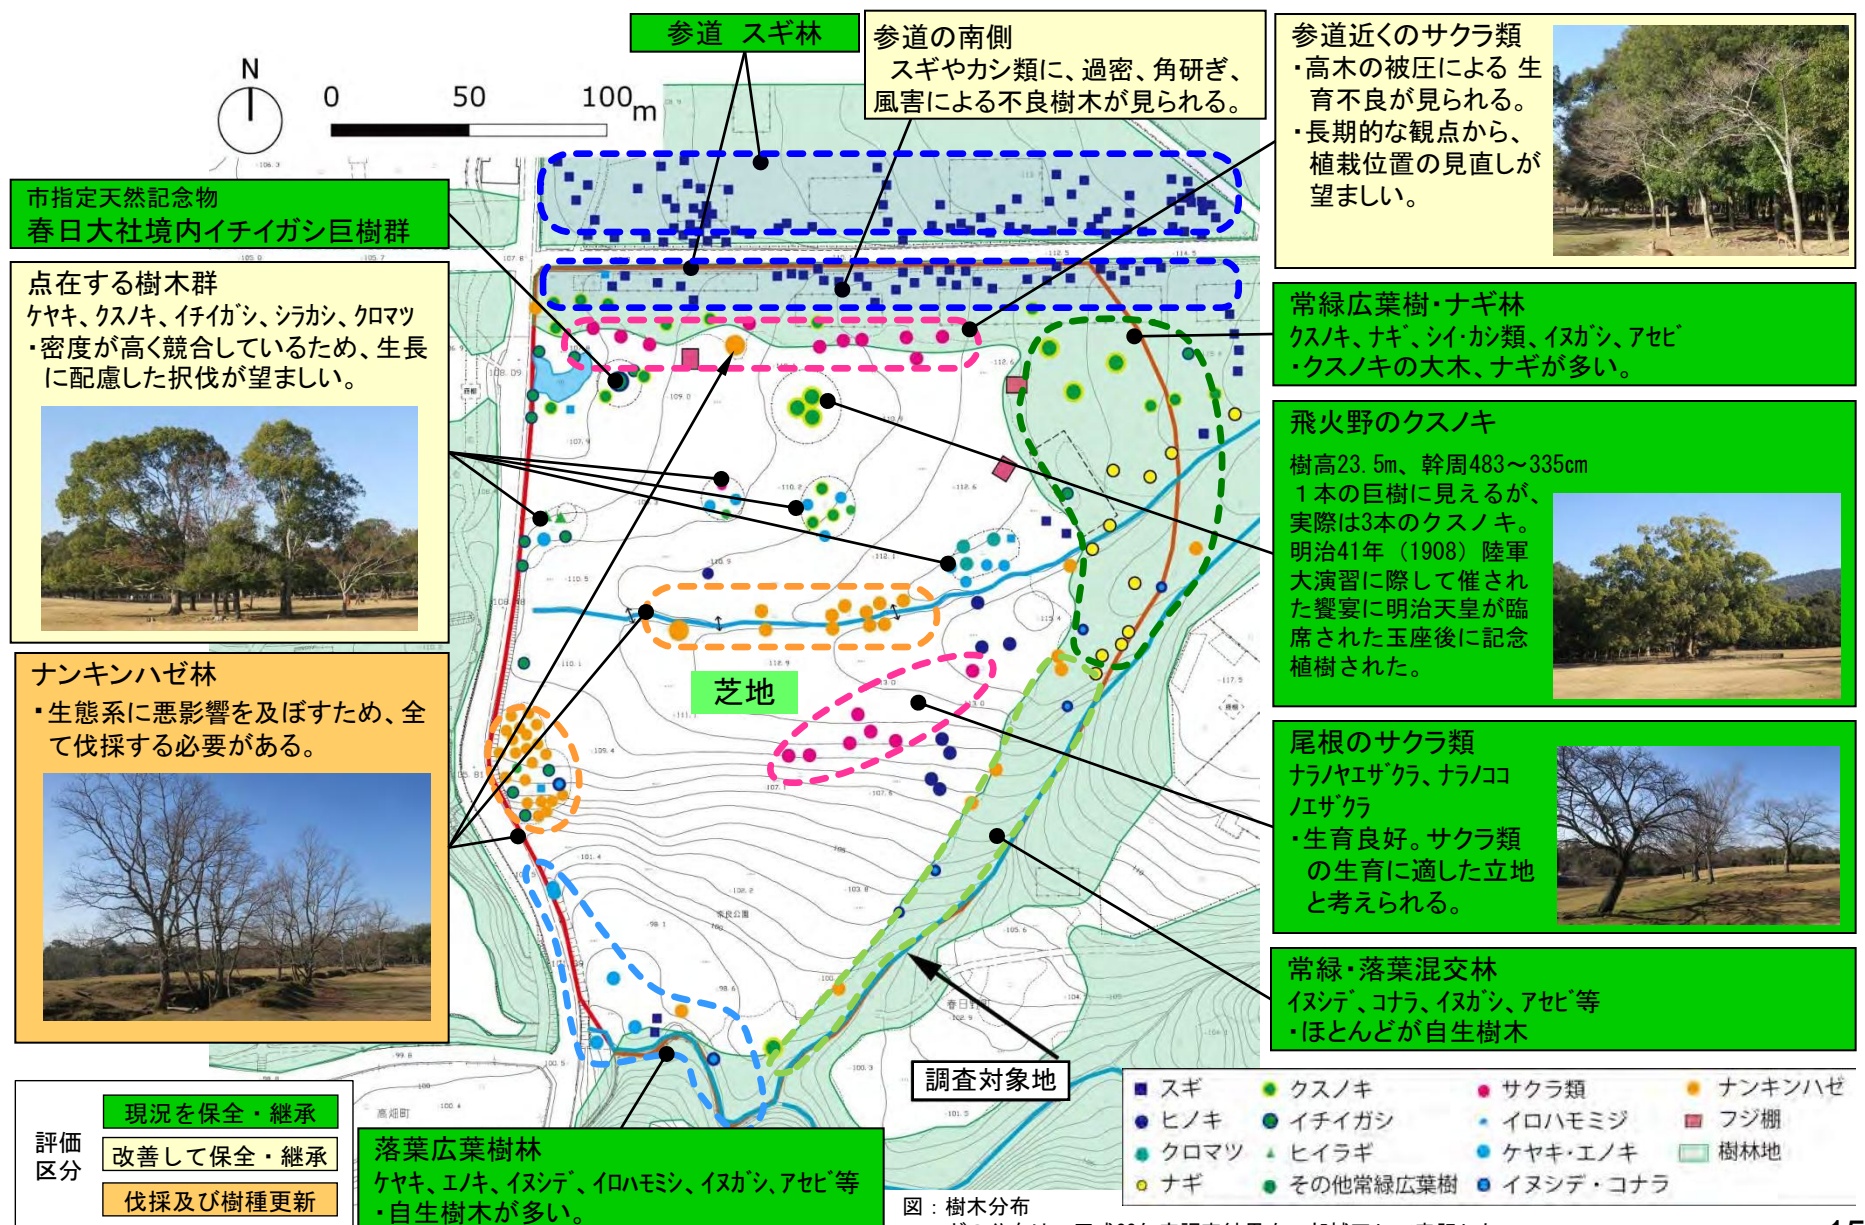 参道 スギ林
参道の南側
スギやカシ類に、過密、角研ぎ、
風害による不良樹木が見られる。
参道近くのサクラ類
・高木の被圧による 生
育不良が見られる。
・長期的な観点から、
植栽位置の見直しが
望ましい。
N
0 50 100m
市指定天然記念物
春日大社境内イチイガシ巨樹群
点在する樹木群
ケヤキ、クスノキ、イチイガシ、シラカシ、クロマツ
・密度が高く競合しているため、生長
に配慮した択伐が望ましい。
常緑広葉樹・ナギ林
クスノキ、ナギ、シイ・カシ類、イヌガシ、アセビ
・クスノキの大木、ナギが多い。
飛火野のクスノキ
樹高23.5m、幹周483～335cm
1本の巨樹に見えるが、
実際は3本のクスノキ。
明治41年（1908）陸軍
大演習に際して催され
た饗宴に明治天皇が臨
席された玉座後に記念
植樹された。
ナンキンハゼ林
・生態系に悪影響を及ぼすため、全
て伐採する必要がある。
芝地
尾根のサクラ類
ナラノヤエザクラ、ナラノココ
ノエザクラ
・生育良好。サクラ類
の生育に適した立地
と考えられる。
常緑・落葉混交林
イヌシデ、コナラ、イヌガシ、アセビ等
・ほとんどが自生樹木
奈良公園
春日野町
高畑町
調査対象地
評価
区分
現況を保全・継承
改善して保全・継承
伐採及び樹種更新
落葉広葉樹林
ケヤキ、エノキ、イヌシデ、イロハモミジ、イヌガシ、アセビ等
・自生樹木が多い。
スギ クスノキ サクラ類 ナンキンハゼ
ヒノキ イチイガシ イロハモミジ フジ棚
クロマツ ヒイラギ ケヤキ・エノキ 樹林地
ナギ その他常緑広葉樹 イヌシデ・コナラ
図：樹木分布